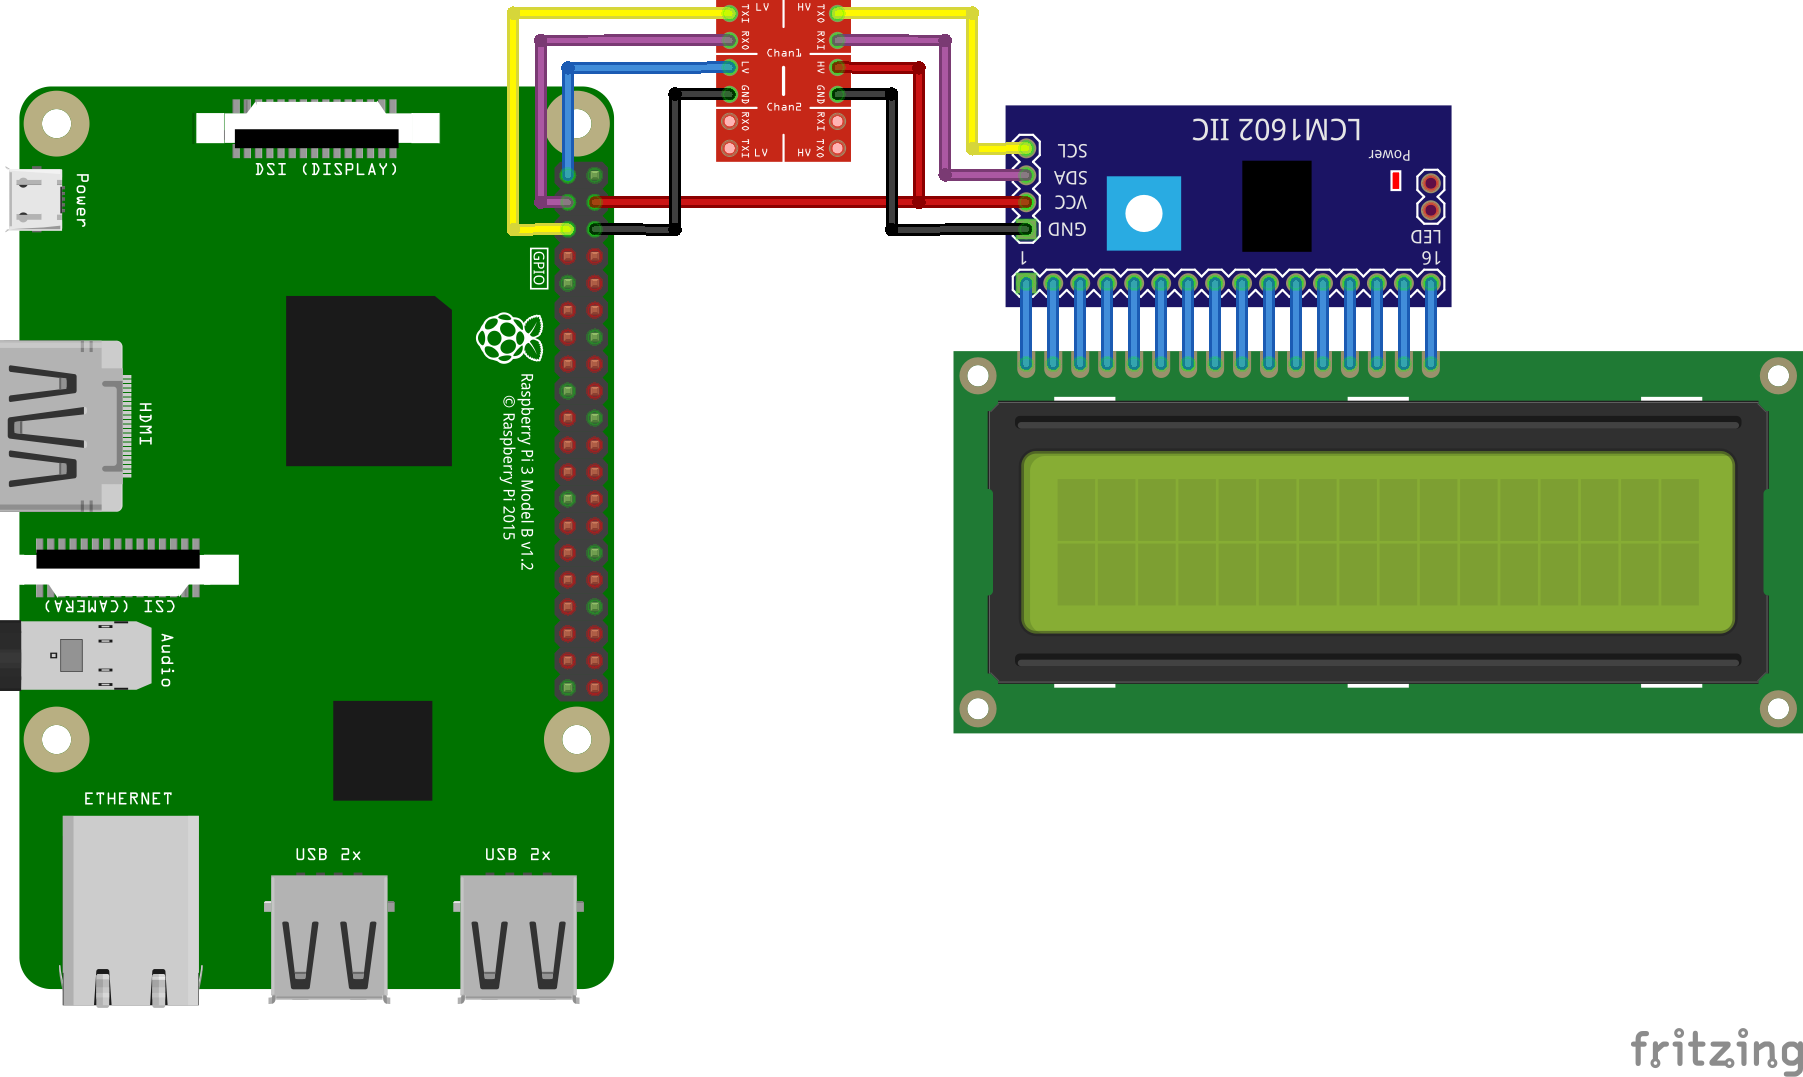 TXI LV HV TXO
RXO RXI
Chan1
LV HV
GND GND
Chan2
RXO RXI
TXI LV HV TXO
DSI (DISPLAY)
Power
GPIO
HDMI
Raspberry Pi 3 Model B v1.2
© Raspberry Pi 2015
CSI (CAMERA)
Audio
ETHERNET
USB 2x
USB 2x
LCM1602 IIC
SCL
SDA
VCC
GND
Power
LED
1
16
fritzing